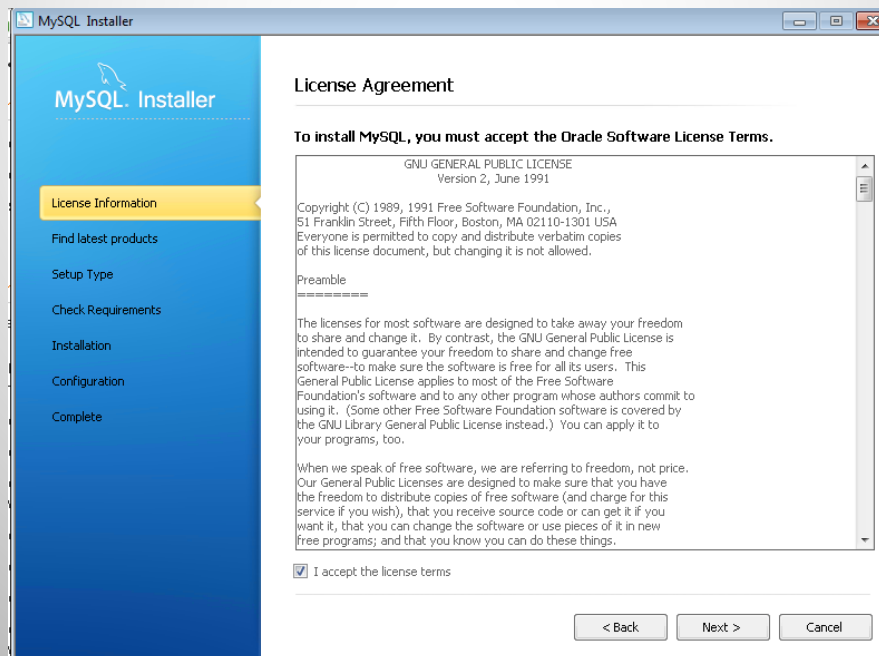 MySQL Installer
MySQL. Installer
License Information
Find latest products
Setup Type
Check Requirements
Installation
Configuration
Complete
License Agreement
To install MySQL, you must accept the Oracle Software License Terms.
GNU GENERAL PUBLIC LICENSE
Version 2, June 1991
Copyright (C) 1989, 1991 Free Software Foundation, Inc.,
51 Franklin Street, Fifth Floor, Boston, MA 02110-1301 USA
Everyone is permitted to copy and distribute verbatim copies
of this license document, but changing it is not allowed.
Preamble
========
The licenses for most software are designed to take away your freedom
to share and change it.  By contrast, the GNU General Public License is
intended to guarantee your freedom to share and change free
software--to make sure the software is free for all its users.  This
General Public License applies to most of the Free Software
Foundation's software and to any other program whose authors commit to
using it.  (Some other Free Software Foundation software is covered by
the GNU Library General Public License instead.)  You can apply it to
your programs, too.
When we speak of free software, we are referring to freedom, not price.
Our General Public Licenses are designed to make sure that you have
the freedom to distribute copies of free software (and charge for this
service if you wish), that you receive source code or can get it if you
want it, that you can change the software or use pieces of it in new
free programs; and that you know you can do these things.
I accept the license terms
< Back
Next >
Cancel